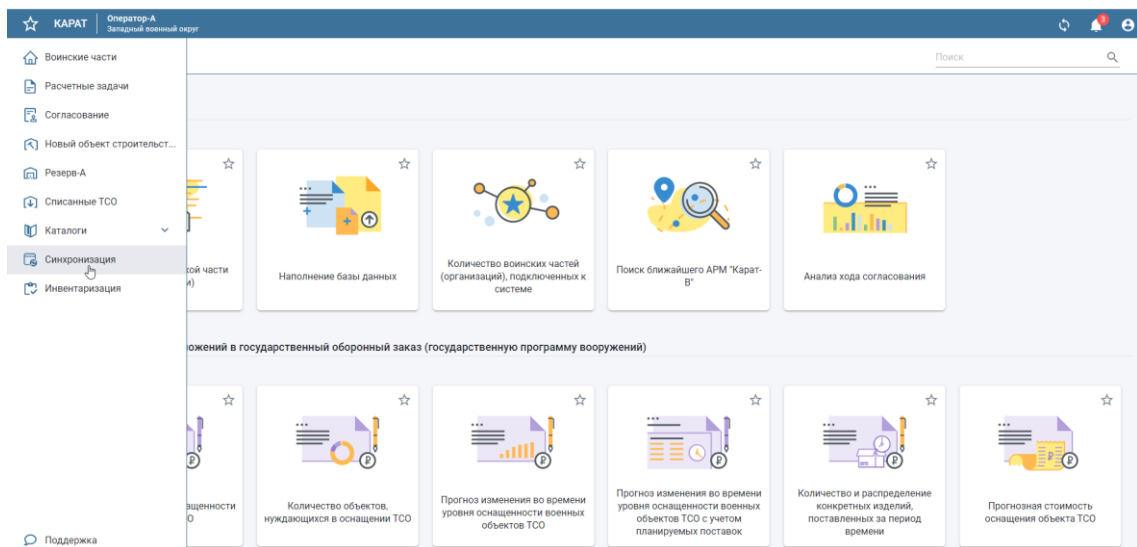 КАРАТ
Оператор-А
Западный военный округ
3
Воинские части
Поиск
Расчетные задачи
Согласование
Новый объект строительст...
Резерв-А
Списанные ТСО
Каталоги
Синхронизация
Инвентаризация
кой части
и)
Наполнение базы данных
Количество воинских частей
(организаций), подключенных к
системе
Поиск ближайшего АРМ "Карат-
В"
Анализ хода согласования
ожений в государственный оборонный заказ (государственную программу вооружений)
ащенности
О
Количество объектов,
нуждающихся в оснащении ТСО
Прогноз изменения во времени
уровня оснащенности военных
объектов ТСО
Прогноз изменения во времени
уровня оснащенности военных
объектов ТСО с учетом
планируемых поставок
Количество и распределение
конкретных изделий,
поставленных за период
времени
Прогнозная стоимость
оснащения объекта ТСО
Поддержка